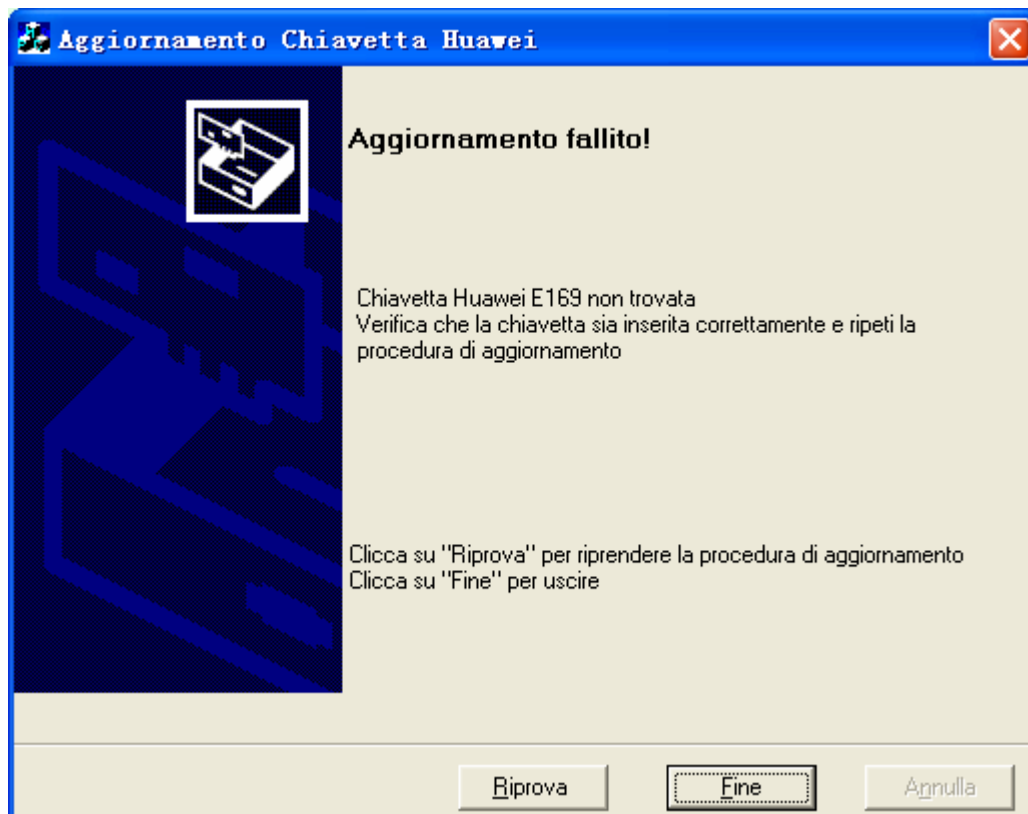 Aggiornamento Chiavetta Huawei
Aggiornamento fallito!
Chiavetta Huawei E169 non trovata
Verifica che la chiavetta sia inserita correttamente e ripeti la
procedura di aggiornamento
Clicca su "Riprova" per riprendere la procedura di aggiornamento
Clicca su "Fine" per uscire
Riprova
Fine
Annulla